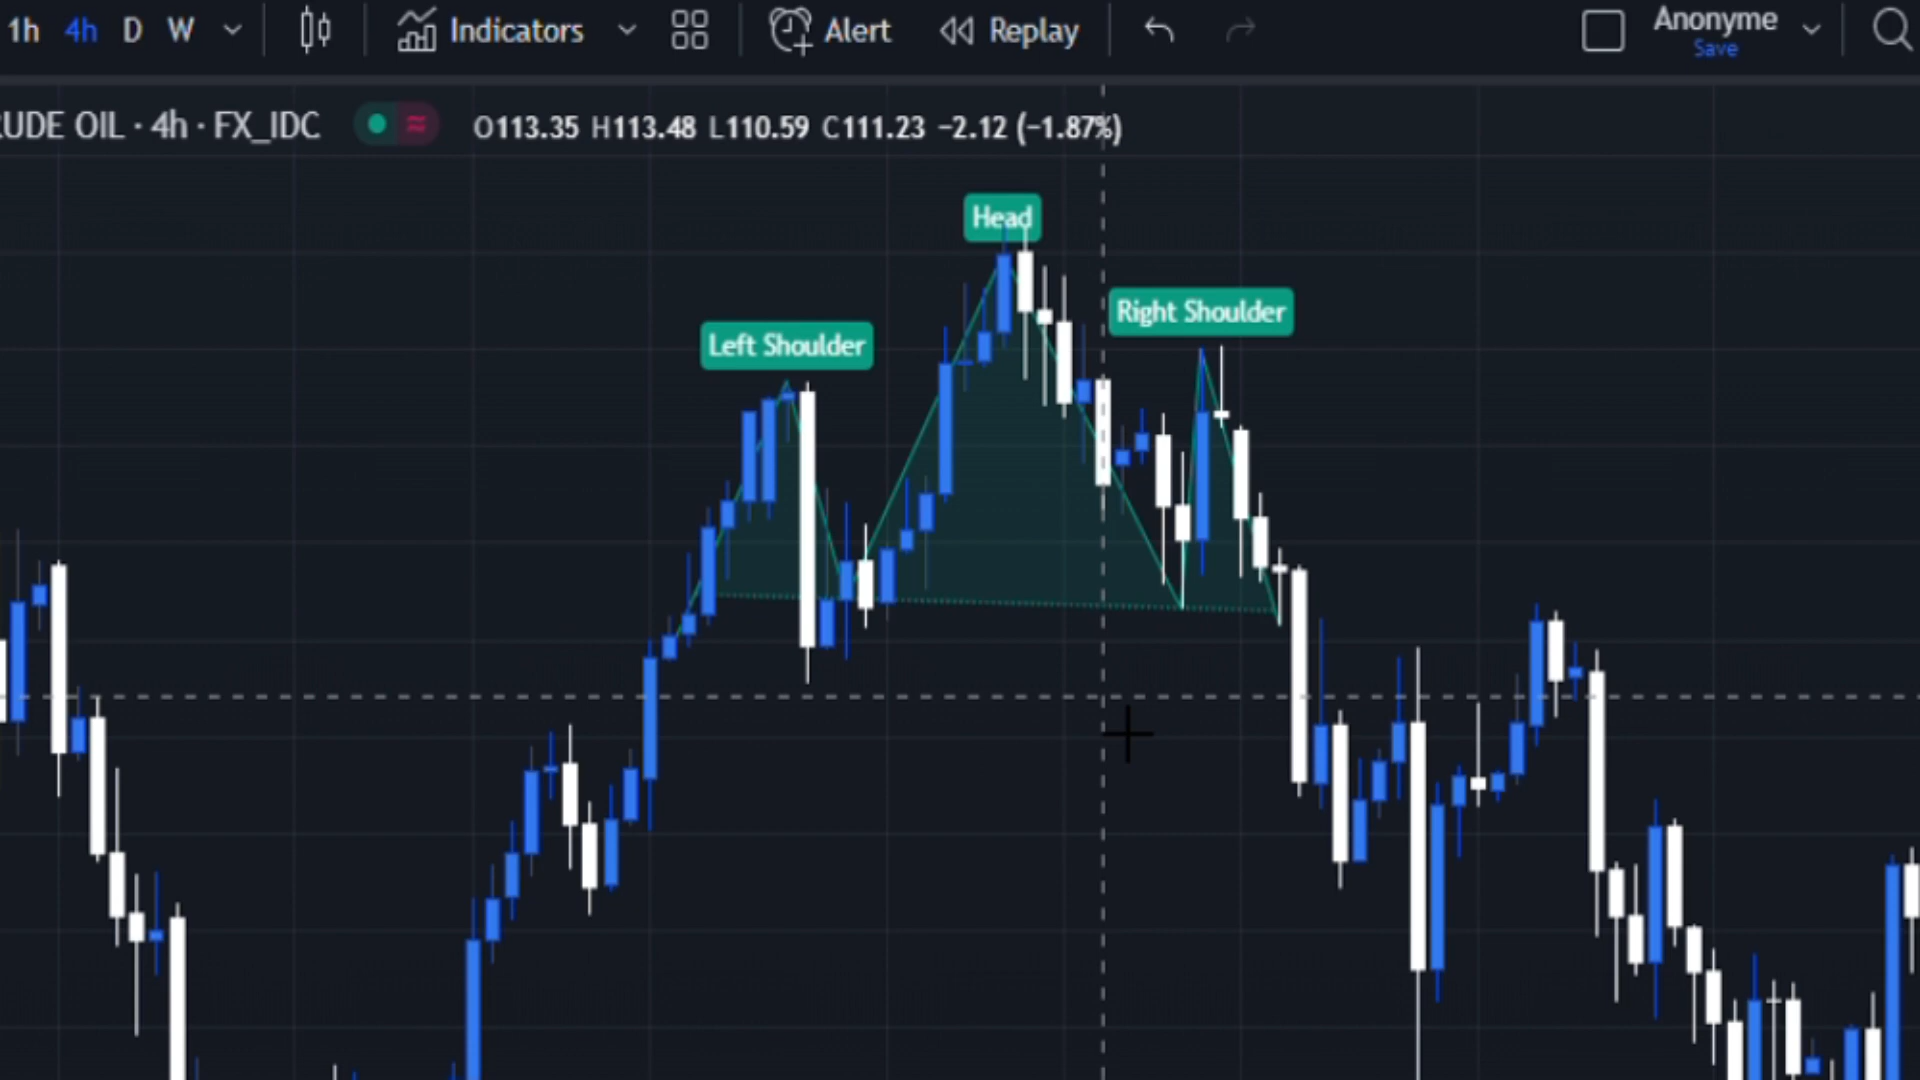 1h 4h D W Indicators Alert Replay Anonyme
Save
RUDE OIL · 4h · FX_IDC O113.35 H113.48 L110.59 C111.23 −2.12 (−1.87%)
Head
Right Shoulder
Left Shoulder